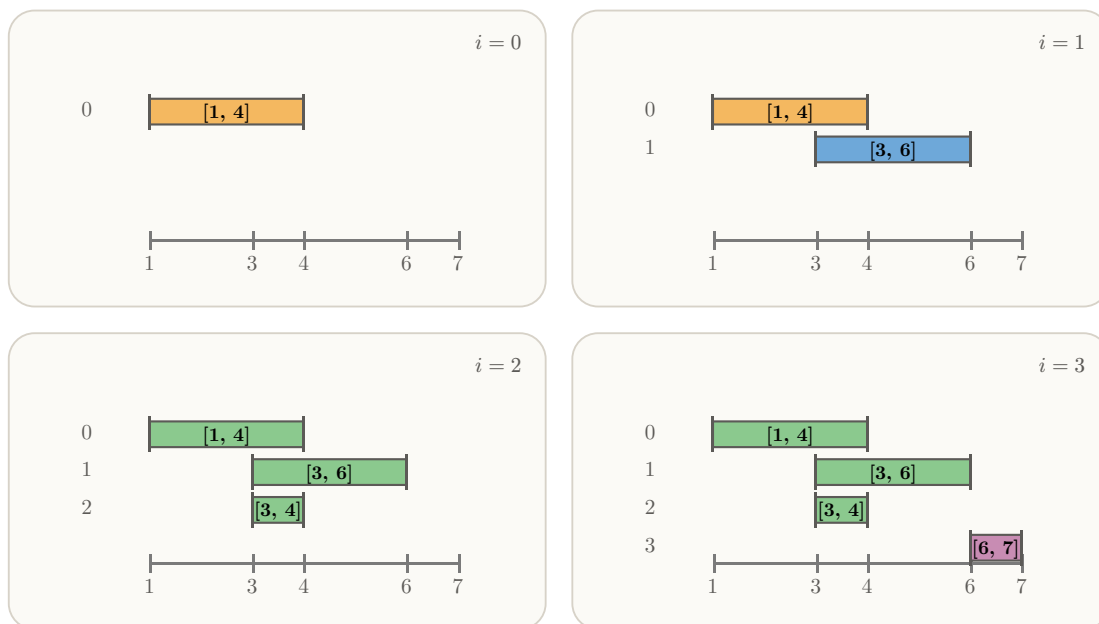 i = 0
0 [1, 4]
1 3 4 6 7
i = 1
0 [1, 4]
1 [3, 6]
1 3 4 6 7
i = 2
0 [1, 4]
1 [3, 6]
2 [3, 4]
1 3 4 6 7
i = 3
0 [1, 4]
1 [3, 6]
2 [3, 4]
3 [6, 7]
1 3 4 6 7